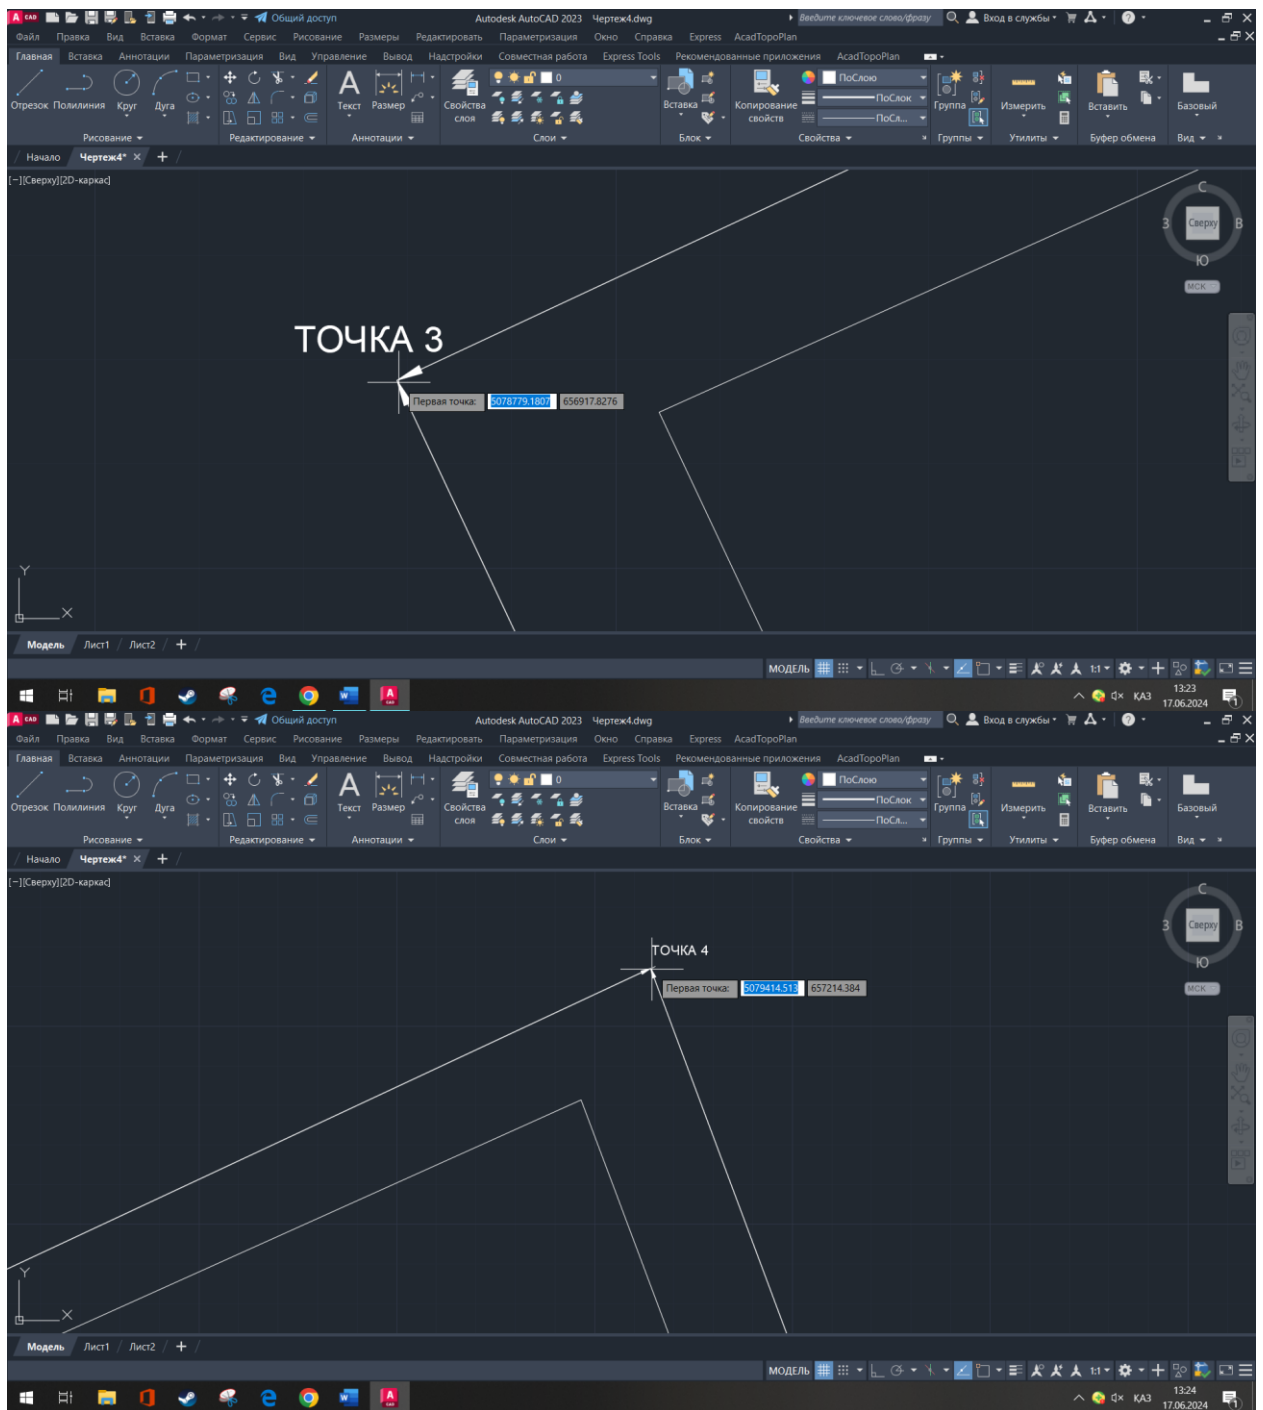 A CAD Общий доступ Autodesk AutoCAD 2023 Чертеж4.dwg Введите ключевое слово/фразу Вход в службы
Файл Правка Вид Вставка Формат Сервис Рисование Размеры Редактировать Параметризация Окно Справка Express AcadTopoPlan
Главная Вставка Аннотации Параметризация Вид Управление Вывод Надстройки Совместная работа Express Tools Рекомендованные приложения AcadTopoPlan
0 ПоСлою
Отрезок Полилиния Круг Дуга Текст Размер Свойства слоя Вставка Копирование свойств ПоСлок Группа Измерить Вставить Базовый
ПоСл...
Рисование Редактирование Аннотации Слои Блок Свойства Группы Утилиты Буфер обмена Вид
Начало Чертеж4* +
[−][Сверху][2D-каркас]
С
З Сверху В
Ю
МСК
ТОЧКА 3
Первая точка: 5078779.1807 656917.8276
Y
X
Модель Лист1 Лист2 +
МОДЕЛЬ 1:1
ҚАЗ 13:23
17.06.2024
A CAD Общий доступ Autodesk AutoCAD 2023 Чертеж4.dwg Введите ключевое слово/фразу Вход в службы
Файл Правка Вид Вставка Формат Сервис Рисование Размеры Редактировать Параметризация Окно Справка Express AcadTopoPlan
Главная Вставка Аннотации Параметризация Вид Управление Вывод Надстройки Совместная работа Express Tools Рекомендованные приложения AcadTopoPlan
0 ПоСлою
Отрезок Полилиния Круг Дуга Текст Размер Свойства слоя Вставка Копирование свойств ПоСлок Группа Измерить Вставить Базовый
ПоСл...
Рисование Редактирование Аннотации Слои Блок Свойства Группы Утилиты Буфер обмена Вид
Начало Чертеж4* +
[−][Сверху][2D-каркас]
С
З Сверху В
Ю
МСК
ТОЧКА 4
Первая точка: 5079414.513 657214.384
Y
X
Модель Лист1 Лист2 +
МОДЕЛЬ 1:1
ҚАЗ 13:24
17.06.2024